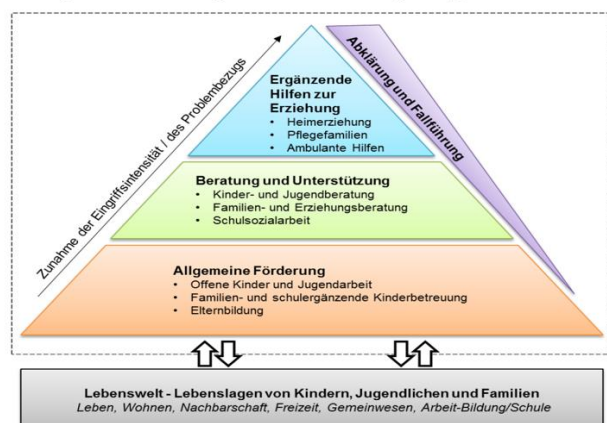 Zunahme der Eingriffsintensität / des Problembezugs
Abklärung und Fallführung
Ergänzende
Hilfen zur
Erziehung
• Heimerziehung
• Pflegefamilien
• Ambulante Hilfen
Beratung und Unterstützung
• Kinder- und Jugendberatung
• Familien- und Erziehungsberatung
• Schulsozialarbeit
Allgemeine Förderung
• Offene Kinder und Jugendarbeit
• Familien- und schulergänzende Kinderbetreuung
• Elternbildung
Lebenswelt - Lebenslagen von Kindern, Jugendlichen und Familien
Leben, Wohnen, Nachbarschaft, Freizeit, Gemeinwesen, Arbeit-Bildung/Schule